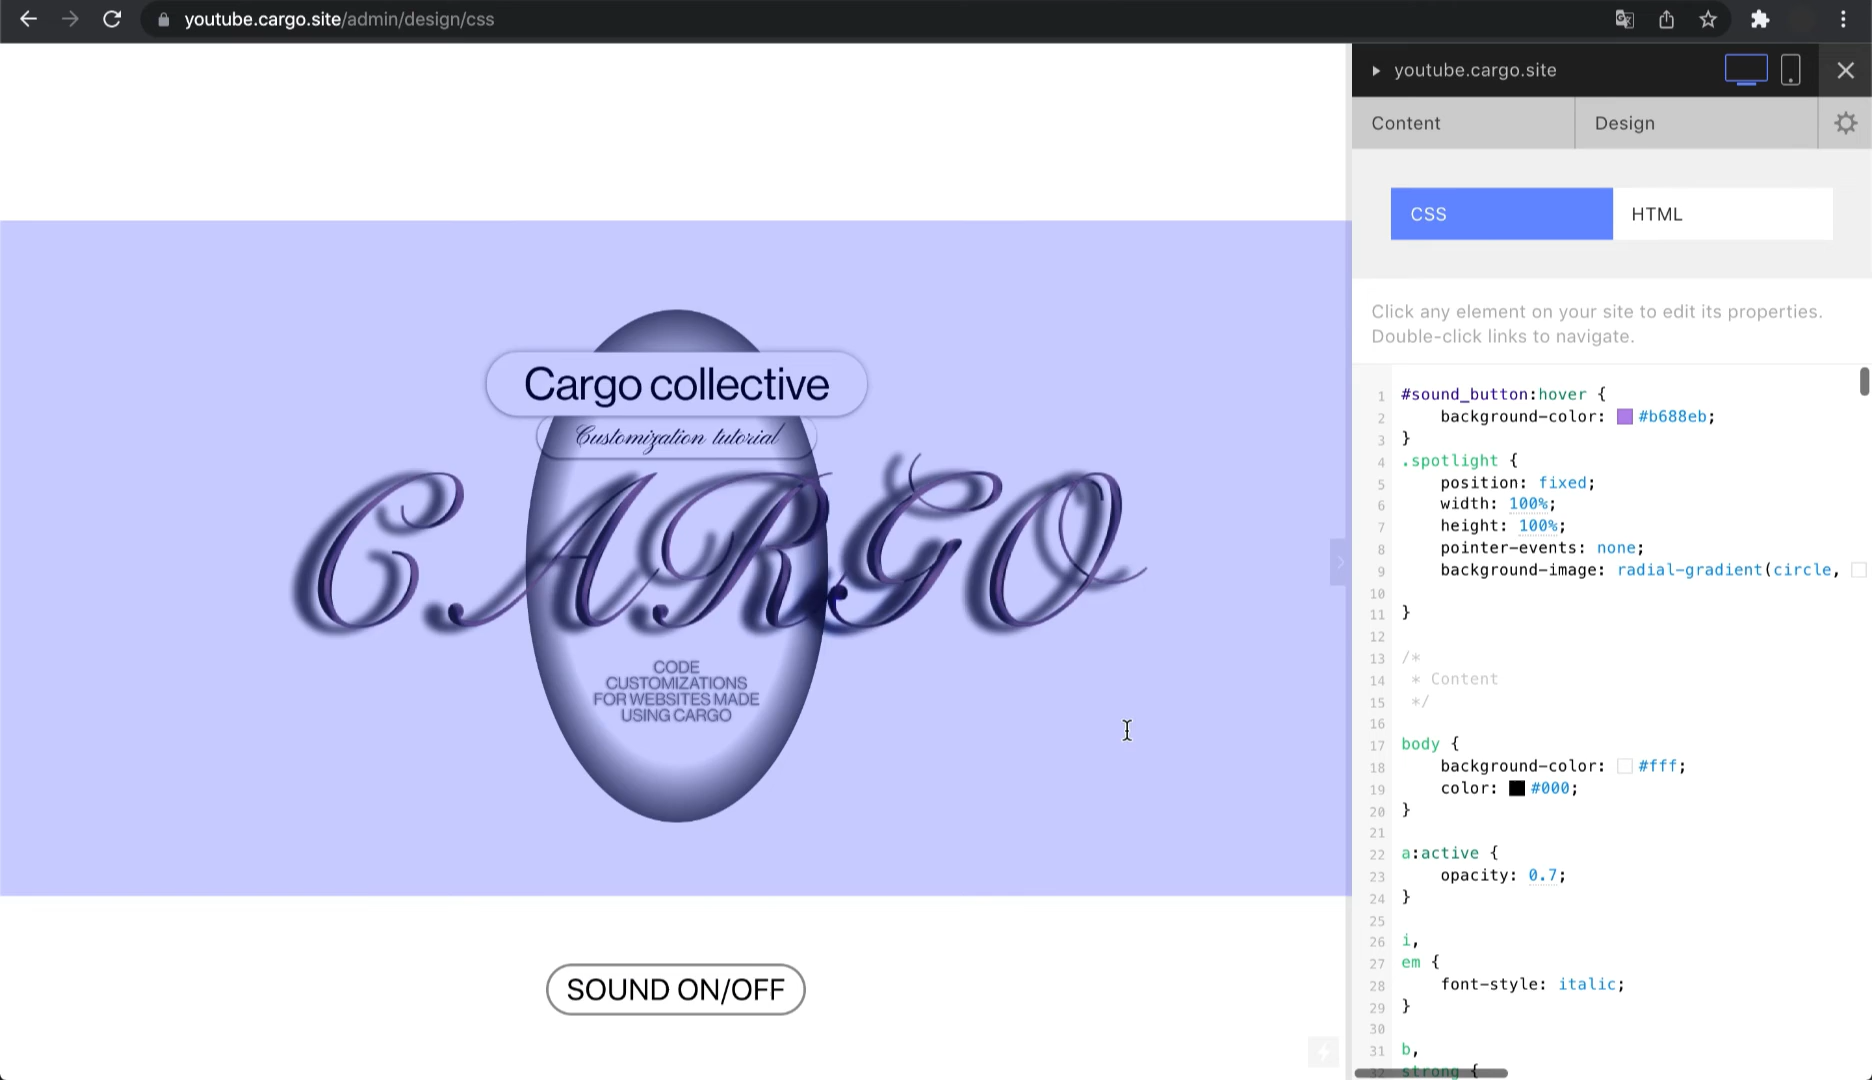 youtube.cargo.site/admin/design/css
youtube.cargo.site
Content
Design
CSS
HTML
Click any element on your site to edit its properties.
Double-click links to navigate.
Cargo collective
Customization tutorial
CARGO
CODE
CUSTOMIZATIONS
FOR WEBSITES MADE
USING CARGO
SOUND ON/OFF
1 #sound_button:hover {
2 background-color: #b688eb;
3 }
4 .spotlight {
5 position: fixed;
6 width: 100%;
7 height: 100%;
8 pointer-events: none;
9 background-image: radial-gradient(circle,
10
11 }
12
13 /*
14 * Content
15 */
16
17 body {
18 background-color: #fff;
19 color: #000;
20 }
21
22 a:active {
23 opacity: 0.7;
24 }
25
26 i,
27 em {
28 font-style: italic;
29 }
30
31 b,
32 strong {